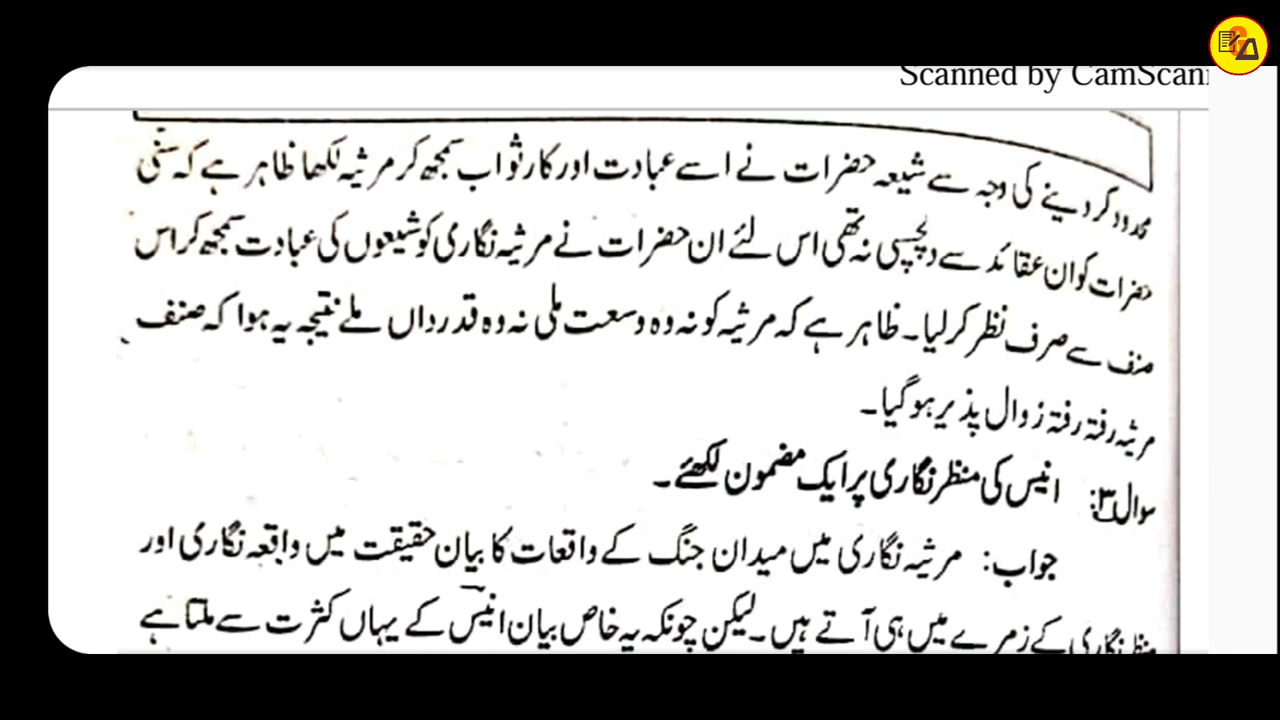 Scanned by CamScan
محدود کر دینے کی وجہ سے شیعہ حضرات نے اسے عبادت اور کارِ ثواب سمجھ کر مرثیہ لکھا ظاہر ہے کہ سنّی
حضرات کو ان عقائد سے دلچسپی نہ تھی اس لئے ان حضرات نے مرثیہ نگاری کو شیعوں کی عبادت سمجھ کر اس
صنف سے صرف نظر کر لیا۔ ظاہر ہے کہ مرثیہ کو نہ وہ وسعت ملی نہ وہ قدرداں ملے نتیجہ یہ ہوا کہ صنف
مرثیہ رفتہ رفتہ زوال پذیر ہو گیا۔
سوال ۳: انیس کی منظر نگاری پر ایک مضمون لکھئے۔
جواب: مرثیہ نگاری میں میدان جنگ کے واقعات کا بیان حقیقت میں واقعہ نگاری اور
منظر نگاری کے زمرے میں ہی آتے ہیں۔ لیکن چونکہ یہ خاص بیان انیسؔ کے یہاں کثرت سے ملتا ہے